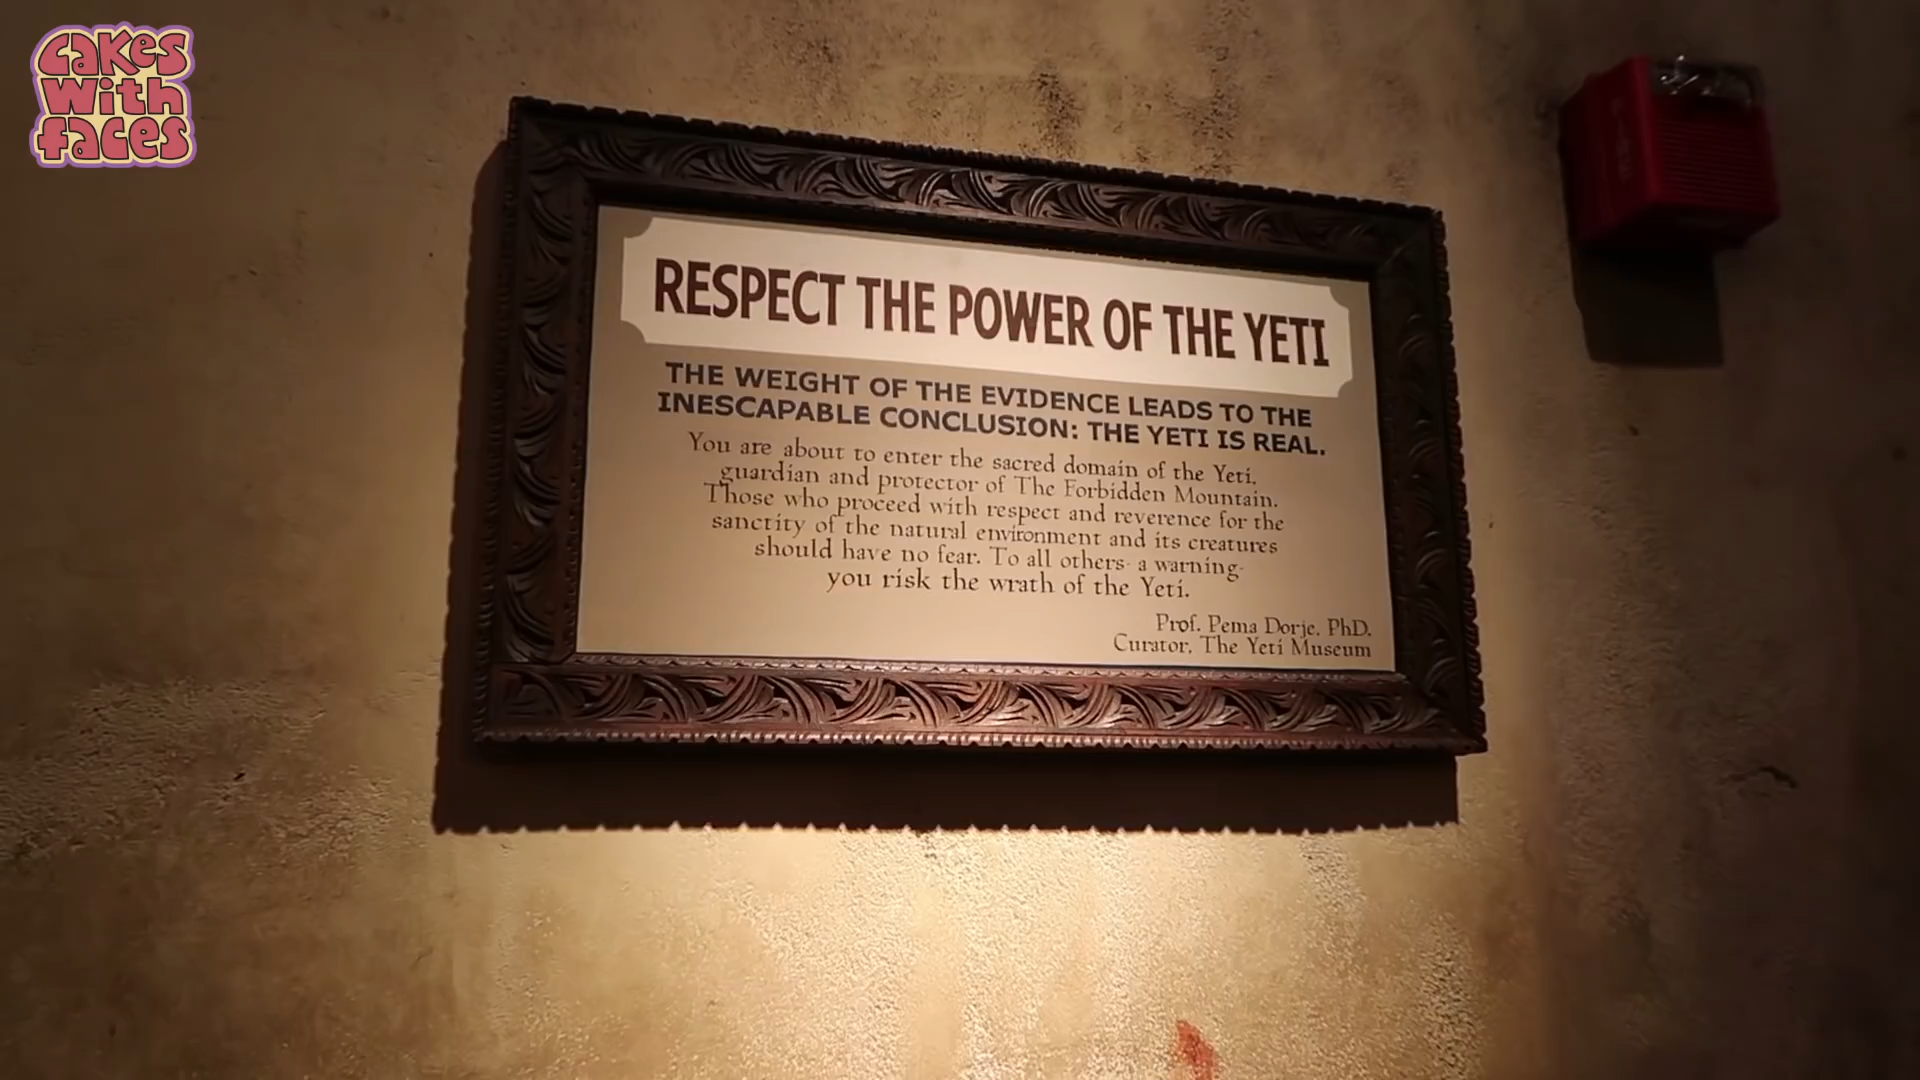 cakes
with
faces
RESPECT THE POWER OF THE YETI
THE WEIGHT OF THE EVIDENCE LEADS TO THE
INESCAPABLE CONCLUSION: THE YETI IS REAL.
You are about to enter the sacred domain of the Yeti,
guardian and protector of The Forbidden Mountain.
Those who proceed with respect and reverence for the
sanctity of the natural environment and its creatures
should have no fear. To all others- a warning-
you risk the wrath of the Yeti.
Prof. Pema Dorje, PhD.
Curator, The Yeti Museum